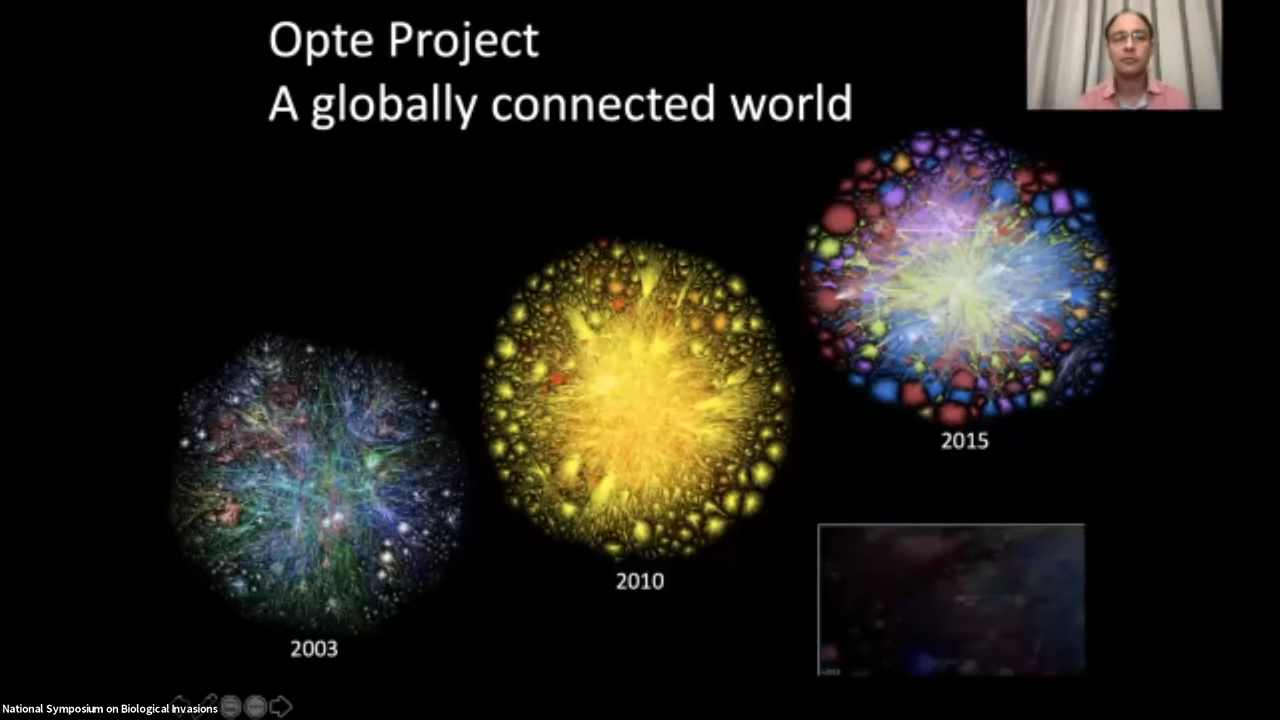 Opte Project
A globally connected world
2015
2010
2003
National Symposium on Biological Invasions